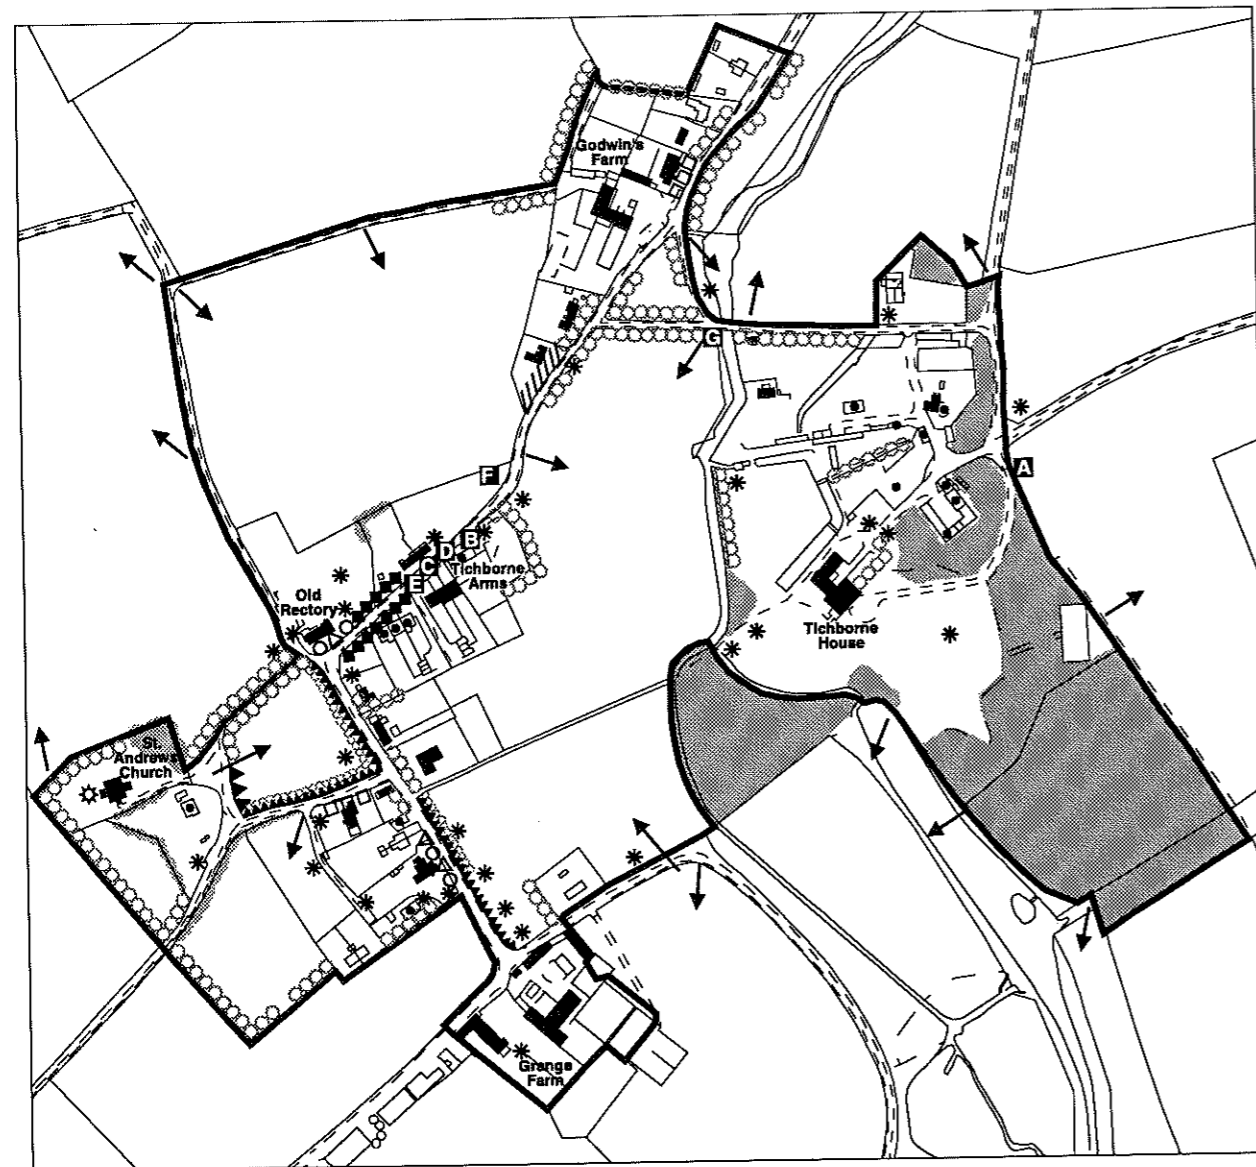 Godwin's
Farm
G
A
F
B
D
C
E
Tichborne
Arms
Old
Rectory
Tichborne
House
St.
Andrews
Church
Grange
Farm